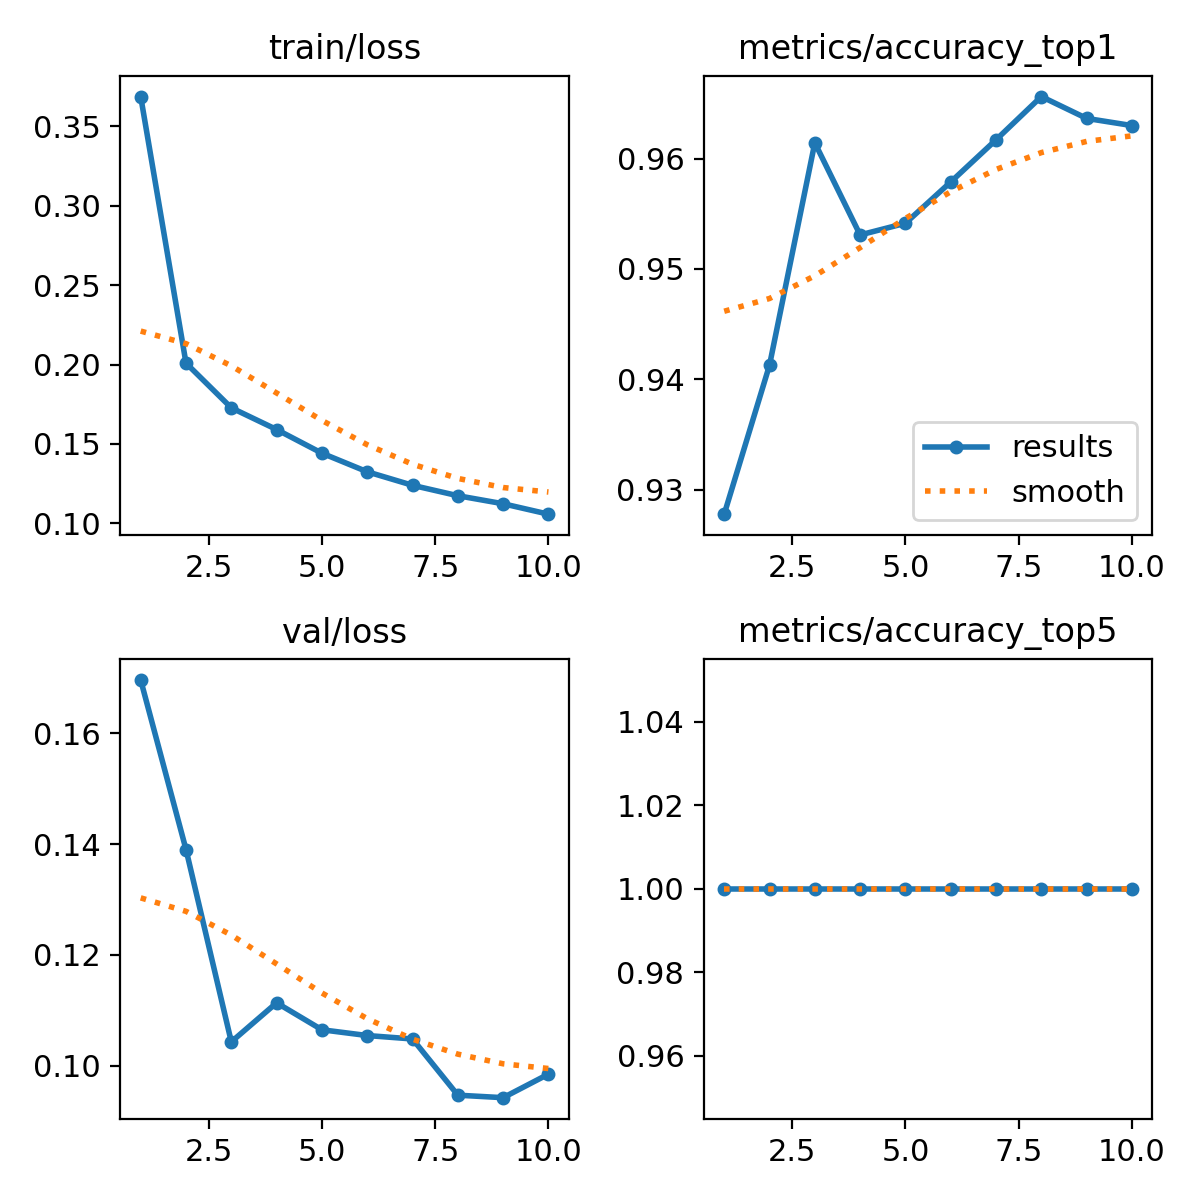 train/loss
0.35
0.30
0.25
0.20
0.15
0.10
2.5 5.0 7.5 10.0
metrics/accuracy_top1
0.96
0.95
0.94
0.93
results
smooth
2.5 5.0 7.5 10.0
val/loss
0.16
0.14
0.12
0.10
2.5 5.0 7.5 10.0
metrics/accuracy_top5
1.04
1.02
1.00
0.98
0.96
2.5 5.0 7.5 10.0